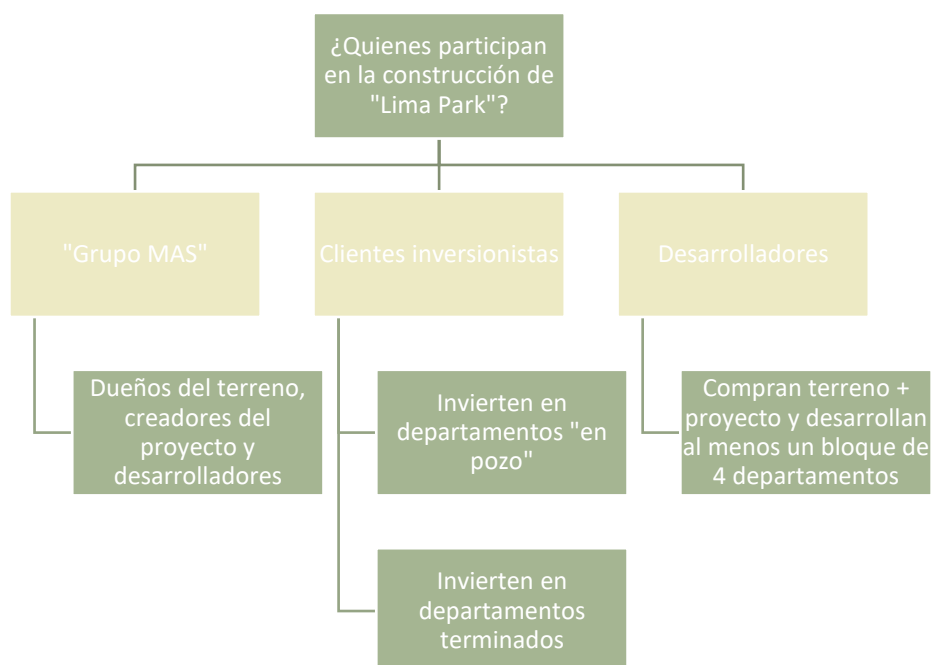 ¿Quienes participan
en la construcción de
"Lima Park"?
"Grupo MAS"
Clientes inversionistas
Desarrolladores
Dueños del terreno,
creadores del
proyecto y
desarrolladores
Invierten en
departamentos "en
pozo"
Invierten en
departamentos
terminados
Compran terreno +
proyecto y desarrollan
al menos un bloque de
4 departamentos